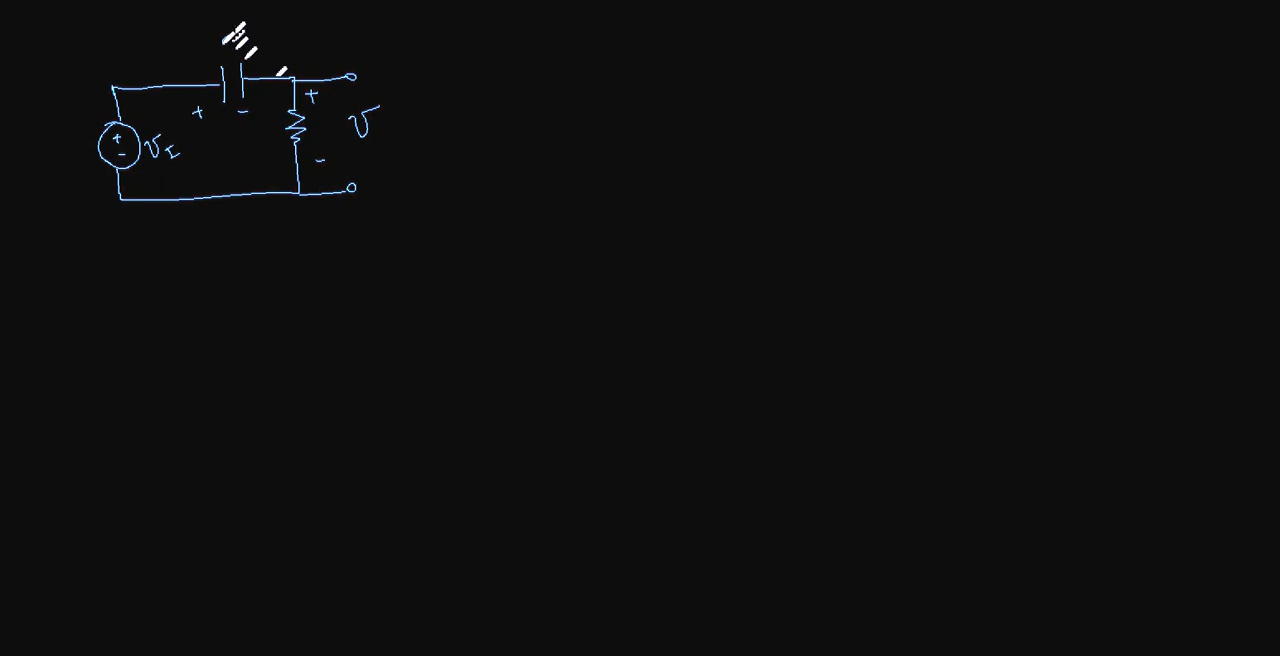 + -
+
+
-
v_I
v
-